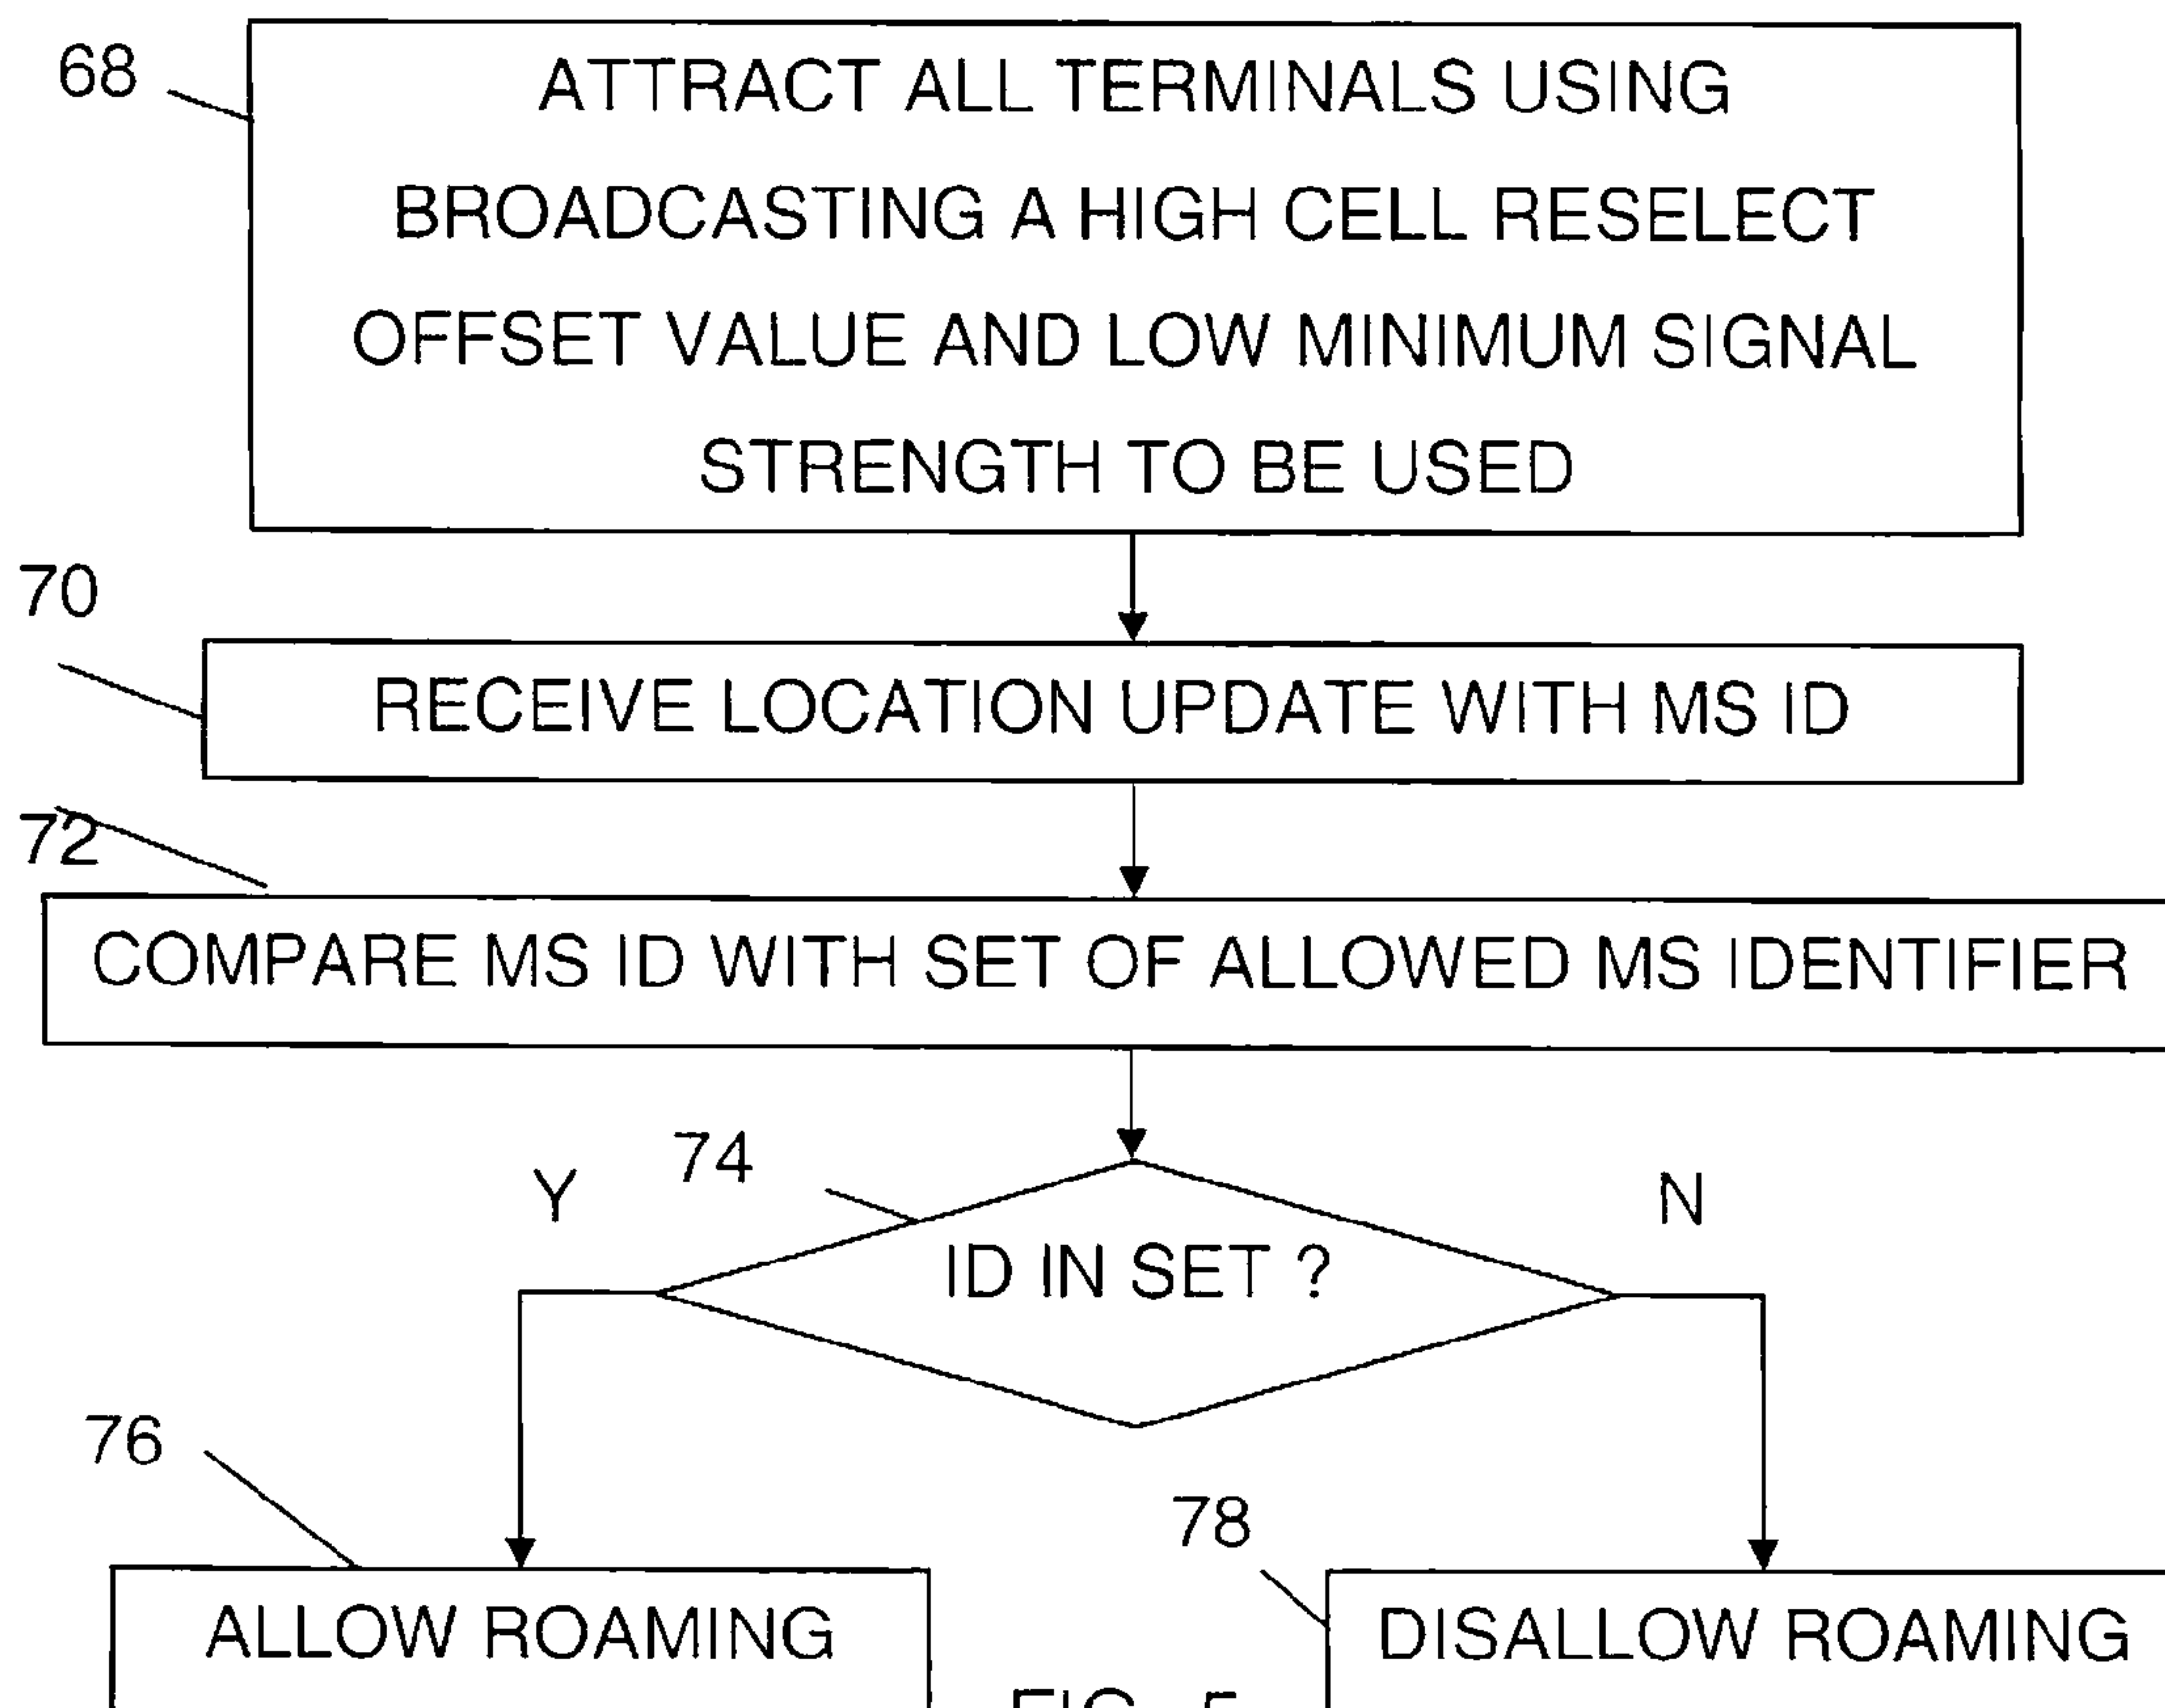 68
ATTRACT ALL TERMINALS USING
BROADCASTING A HIGH CELL RESELECT
OFFSET VALUE AND LOW MINIMUM SIGNAL
STRENGTH TO BE USED
70
RECEIVE LOCATION UPDATE WITH MS ID
72
COMPARE MS ID WITH SET OF ALLOWED MS IDENTIFIER
74
Y
N
ID IN SET ?
76
78
ALLOW ROAMING
DISALLOW ROAMING
FIG. 5